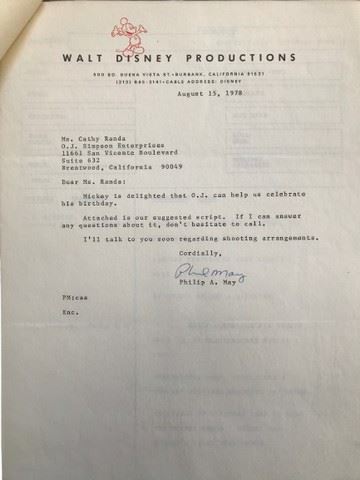 WALT DISNEY PRODUCTIONS
500 SO. BUENA VISTA ST. • BURBANK, CALIFORNIA 91521
(213) 845-3141 • CABLE ADDRESS: DISNEY
August 15, 1978
Ms. Cathy Randa
O.J. Simpson Enterprises
11661 San Vicente Boulevard
Suite 632
Brentwood, California 90049
Dear Ms. Randa:
Mickey is delighted that O.J. can help us celebrate
his birthday.
Attached is our suggested script. If I can answer
any questions about it, don't hesitate to call.
I'll talk to you soon regarding shooting arrangements.
Cordially,
Phil May
Philip A. May
PM:cas
Enc.